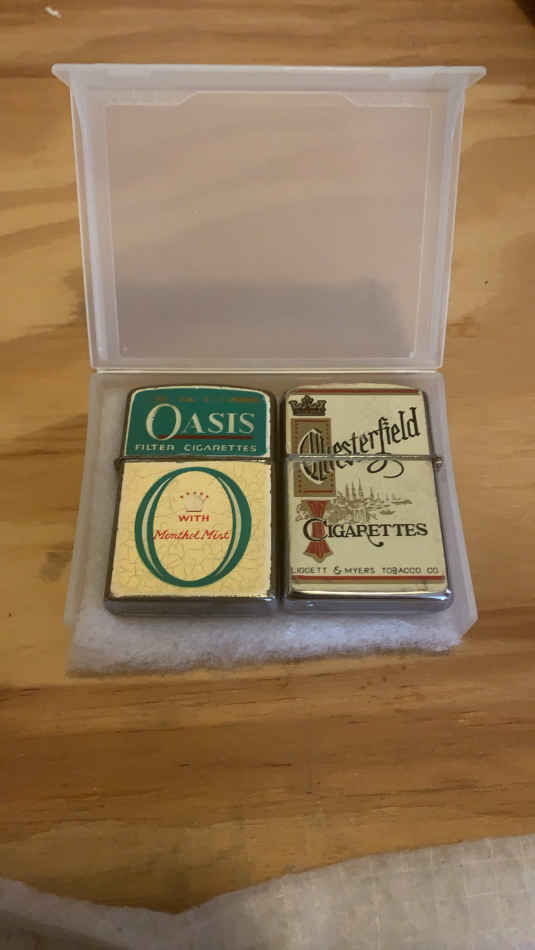 OASIS
FILTER CIGARETTES
WITH
Menthol Mist
Chesterfield
CIGARETTES
LIGGETT & MYERS TOBACCO CO